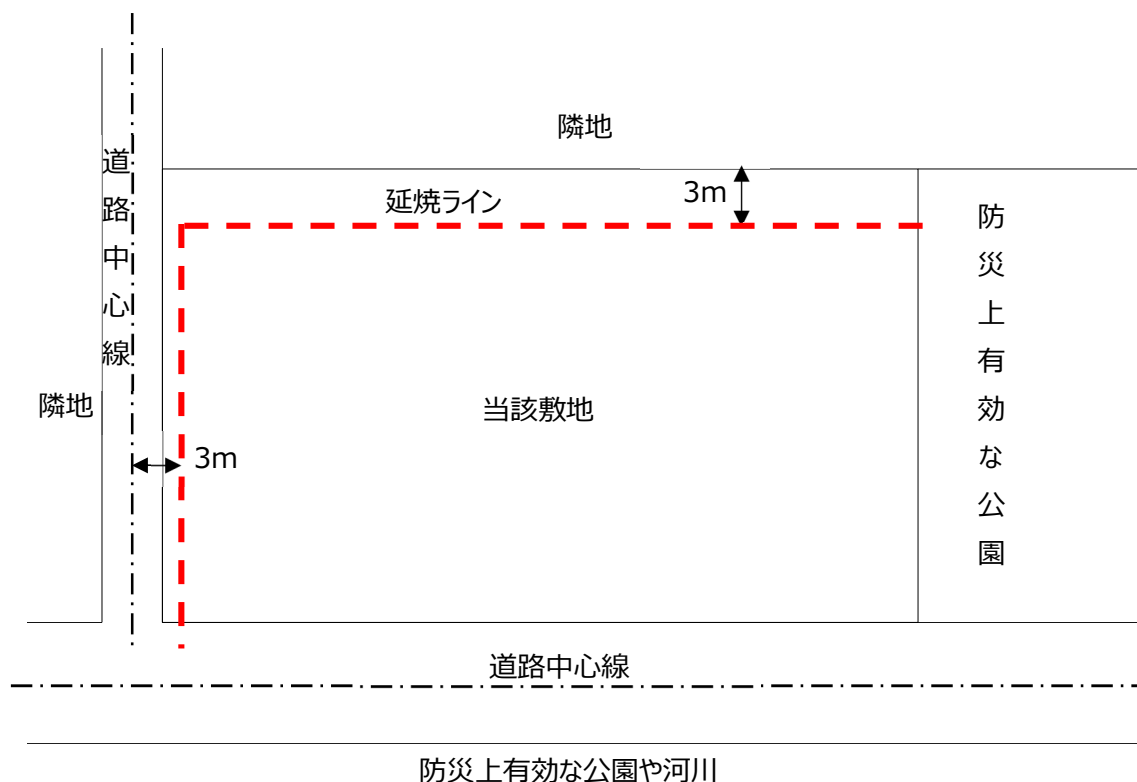 隣地
道路中心線
延焼ライン
3m
防災上有効な公園
隣地
当該敷地
3m
道路中心線
防災上有効な公園や河川